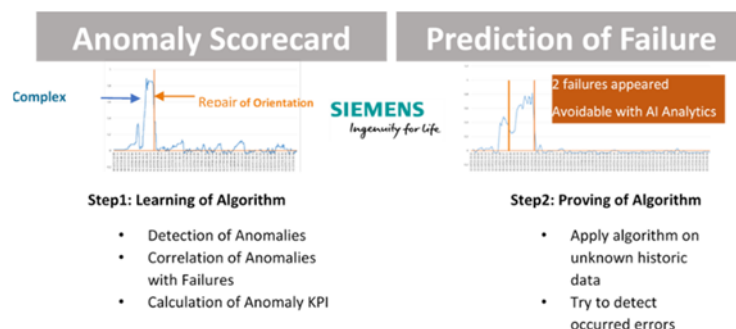 Anomaly Scorecard
Prediction of Failure
Complex
Repair of Orientation
SIEMENS
Ingenuity for life
2 failures appeared
Avoidable with AI Analytics
Step1: Learning of Algorithm
• Detection of Anomalies
• Correlation of Anomalies
with Failures
• Calculation of Anomaly KPI
Step2: Proving of Algorithm
• Apply algorithm on
unknown historic
data
• Try to detect
occurred errors